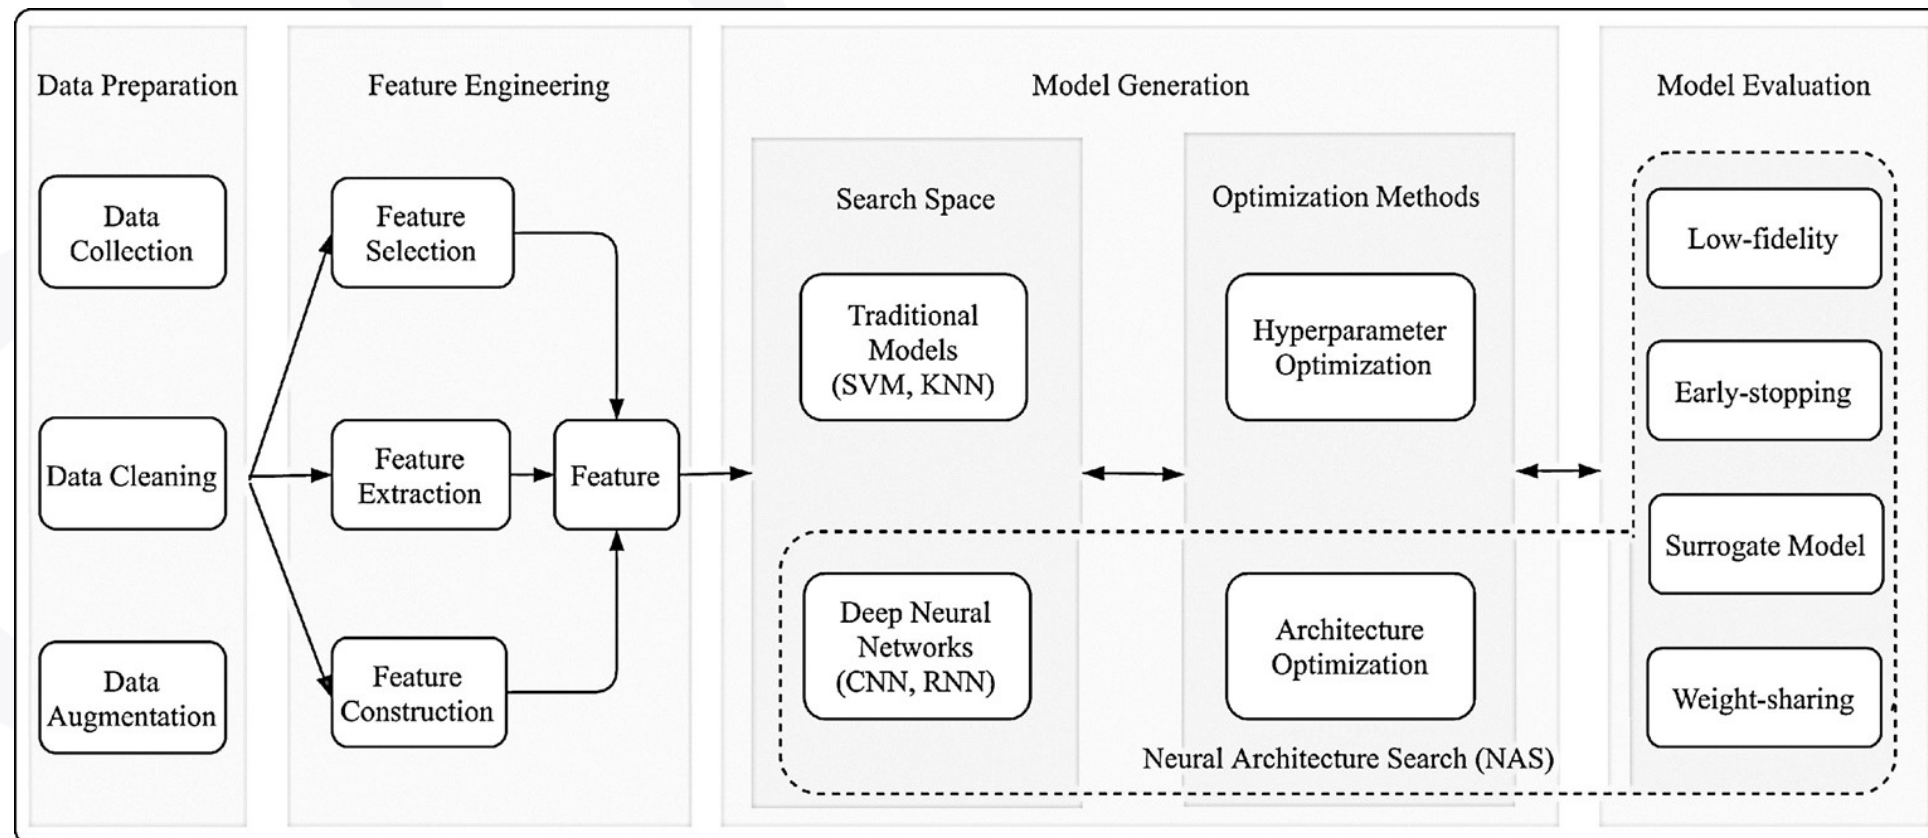 Data Preparation
Data
Collection
Data Cleaning
Data
Augmentation
Feature Engineering
Feature
Selection
Feature
Extraction
Feature
Construction
Feature
Model Generation
Search Space
Traditional
Models
(SVM, KNN)
Deep Neural
Networks
(CNN, RNN)
Optimization Methods
Hyperparameter
Optimization
Architecture
Optimization
Neural Architecture Search (NAS)
Model Evaluation
Low-fidelity
Early-stopping
Surrogate Model
Weight-sharing